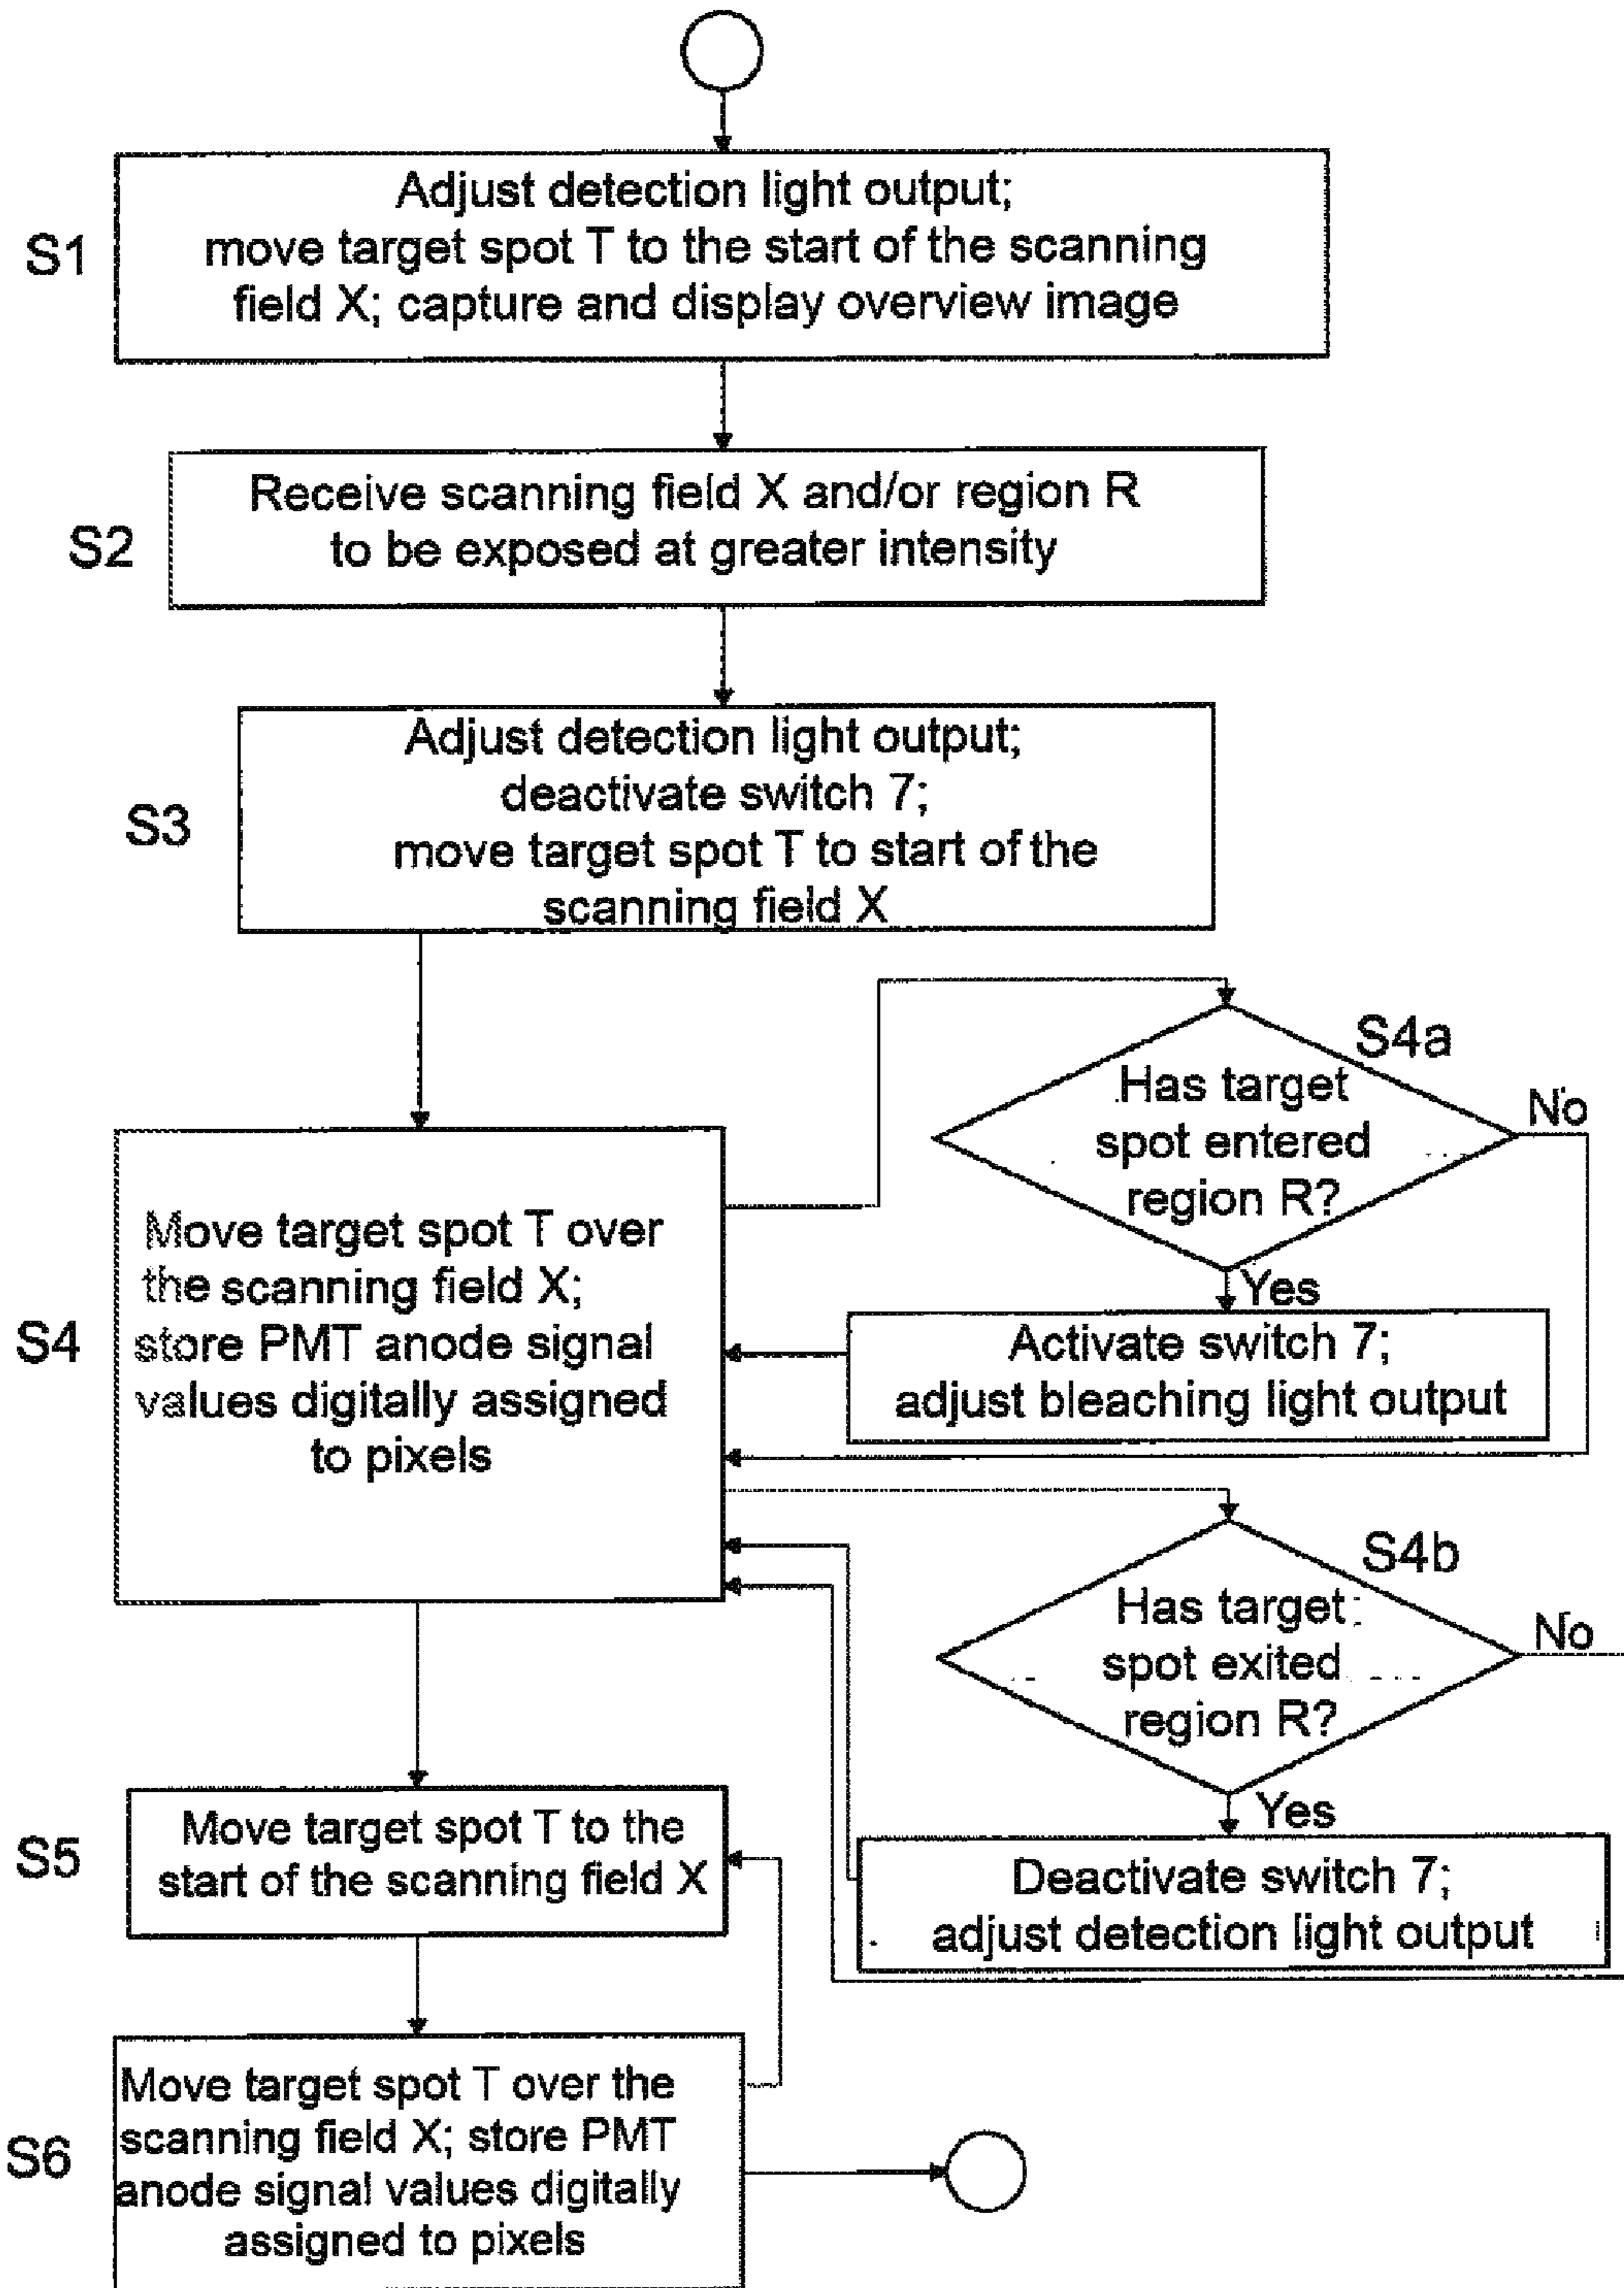 S1
Adjust detection light output;
move target spot T to the start of the scanning
field X; capture and display overview image
S2
Receive scanning field X and/or region R
to be exposed at greater intensity
S3
Adjust detection light output;
deactivate switch 7;
move target spot T to start of the
scanning field X
S4a
Has target
spot entered
region R?
No
Yes
Activate switch 7;
adjust bleaching light output
S4
Move target spot T over
the scanning field X;
store PMT anode signal
values digitally assigned
to pixels
S4b
Has target
spot exited
region R?
No
Yes
Deactivate switch 7;
adjust detection light output
S5
Move target spot T to the
start of the scanning field X
S6
Move target spot T over the
scanning field X; store PMT
anode signal values digitally
assigned to pixels